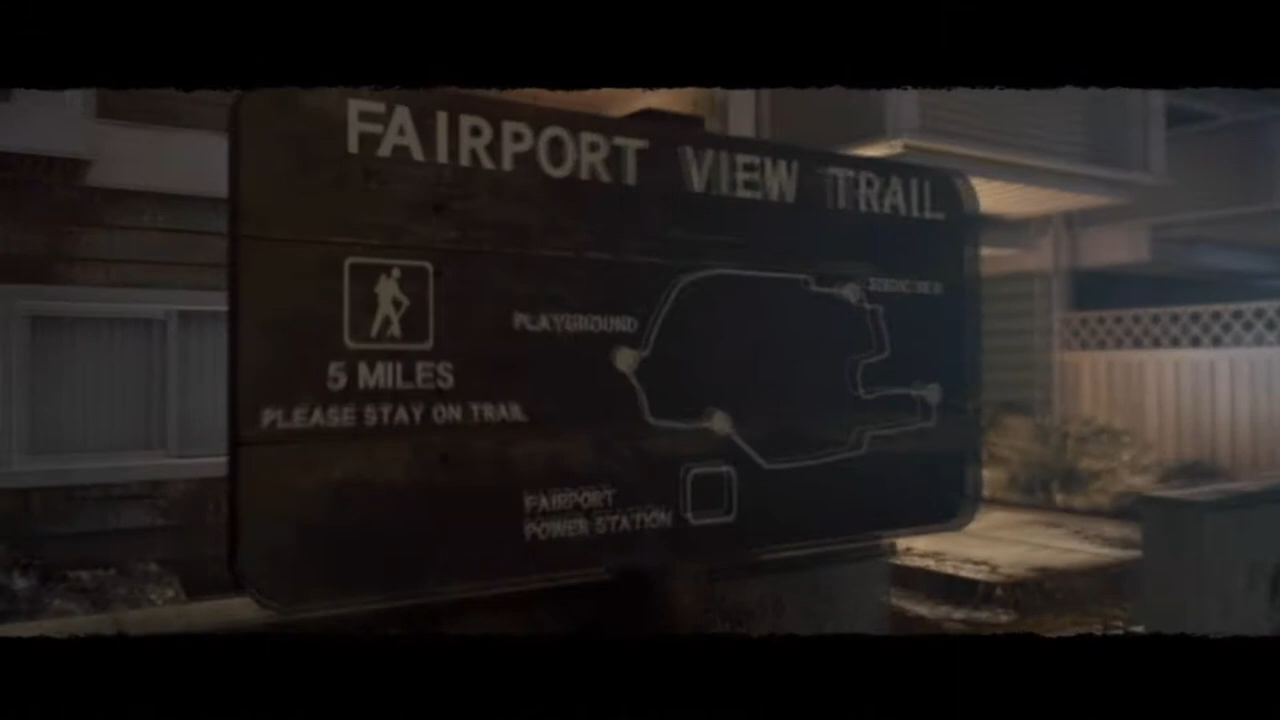 FAIRPORT VIEW TRAIL
PLAYGROUND
5 MILES
PLEASE STAY ON TRAIL
FAIRPORT
POWER STATION